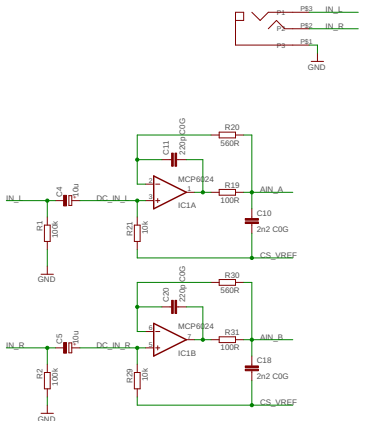 P$3 IN_L
P1
P$2 IN_R
P2
P$1
P3
GND
R20
560R
C11
220p C0G
MCP6024
2
3
1
IC1A
R19
100R
AIN_A
IN_L
C4
10u
DC_IN_L
R1
100k
R21
10k
C10
2n2 C0G
GND
CS_VREF
R30
560R
C20
220p C0G
MCP6024
6
5
7
IC1B
R31
100R
AIN_B
IN_R
C5
10u
DC_IN_R
R2
100k
R29
10k
C18
2n2 C0G
GND
CS_VREF